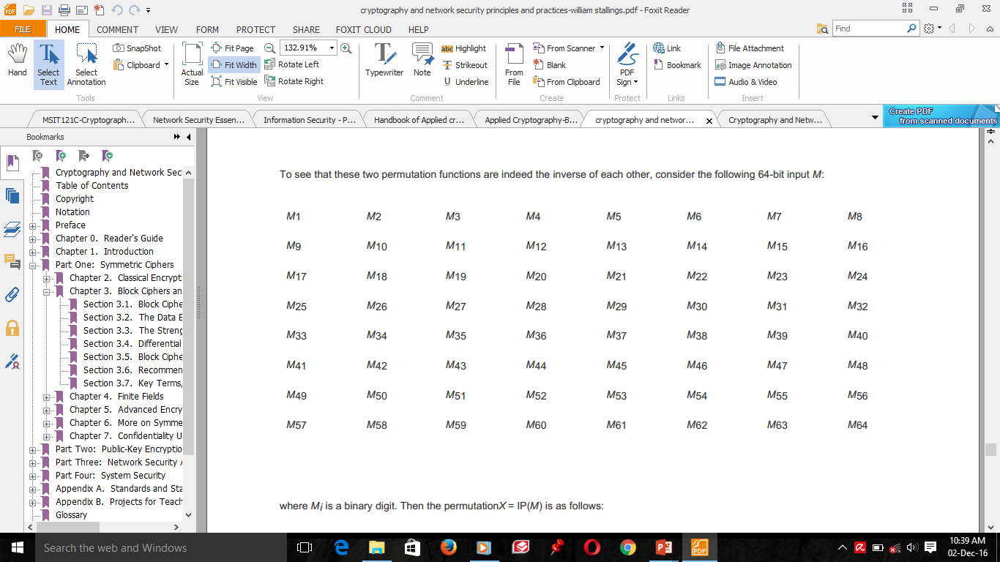 cryptography and network security principles and practices-william stallings.pdf - Foxit Reader
FILE HOME COMMENT VIEW FORM PROTECT SHARE FOXIT CLOUD HELP Find
Hand
Select Text
Select Annotation
SnapShot
Clipboard
Tools
Actual Size
Fit Page
Fit Width
Fit Visible
132.91%
Rotate Left
Rotate Right
View
Typewriter
Note
abc Highlight
Strikeout
U Underline
Comment
From File
From Scanner
Blank
From Clipboard
Create
PDF Sign
Protect
Link
Bookmark
Links
File Attachment
Image Annotation
Audio & Video
Insert
MSIT121C-Cryptograph... Network Security Essen... Information Security - P... Handbook of Applied cr... Applied Cryptography-B... cryptography and networ... Cryptography and Netw...
Create PDF
from scanned documents
Bookmarks
Cryptography and Network Sec
Table of Contents
Copyright
Notation
Preface
Chapter 0. Reader's Guide
Chapter 1. Introduction
Part One: Symmetric Ciphers
Chapter 2. Classical Encrypti
Chapter 3. Block Ciphers an
Section 3.1. Block Ciphe
Section 3.2. The Data E
Section 3.3. The Streng
Section 3.4. Differential
Section 3.5. Block Ciphe
Section 3.6. Recommen
Section 3.7. Key Terms,
Chapter 4. Finite Fields
Chapter 5. Advanced Encry
Chapter 6. More on Symme
Chapter 7. Confidentiality U
Part Two: Public-Key Encryptio
Part Three: Network Security A
Part Four: System Security
Appendix A. Standards and Sta
Appendix B. Projects for Teach
Glossary
To see that these two permutation functions are indeed the inverse of each other, consider the following 64-bit input M:
M1 M2 M3 M4 M5 M6 M7 M8
M9 M10 M11 M12 M13 M14 M15 M16
M17 M18 M19 M20 M21 M22 M23 M24
M25 M26 M27 M28 M29 M30 M31 M32
M33 M34 M35 M36 M37 M38 M39 M40
M41 M42 M43 M44 M45 M46 M47 M48
M49 M50 M51 M52 M53 M54 M55 M56
M57 M58 M59 M60 M61 M62 M63 M64
where Mi is a binary digit. Then the permutationX = IP(M) is as follows:
Search the web and Windows
10:39 AM
02-Dec-16